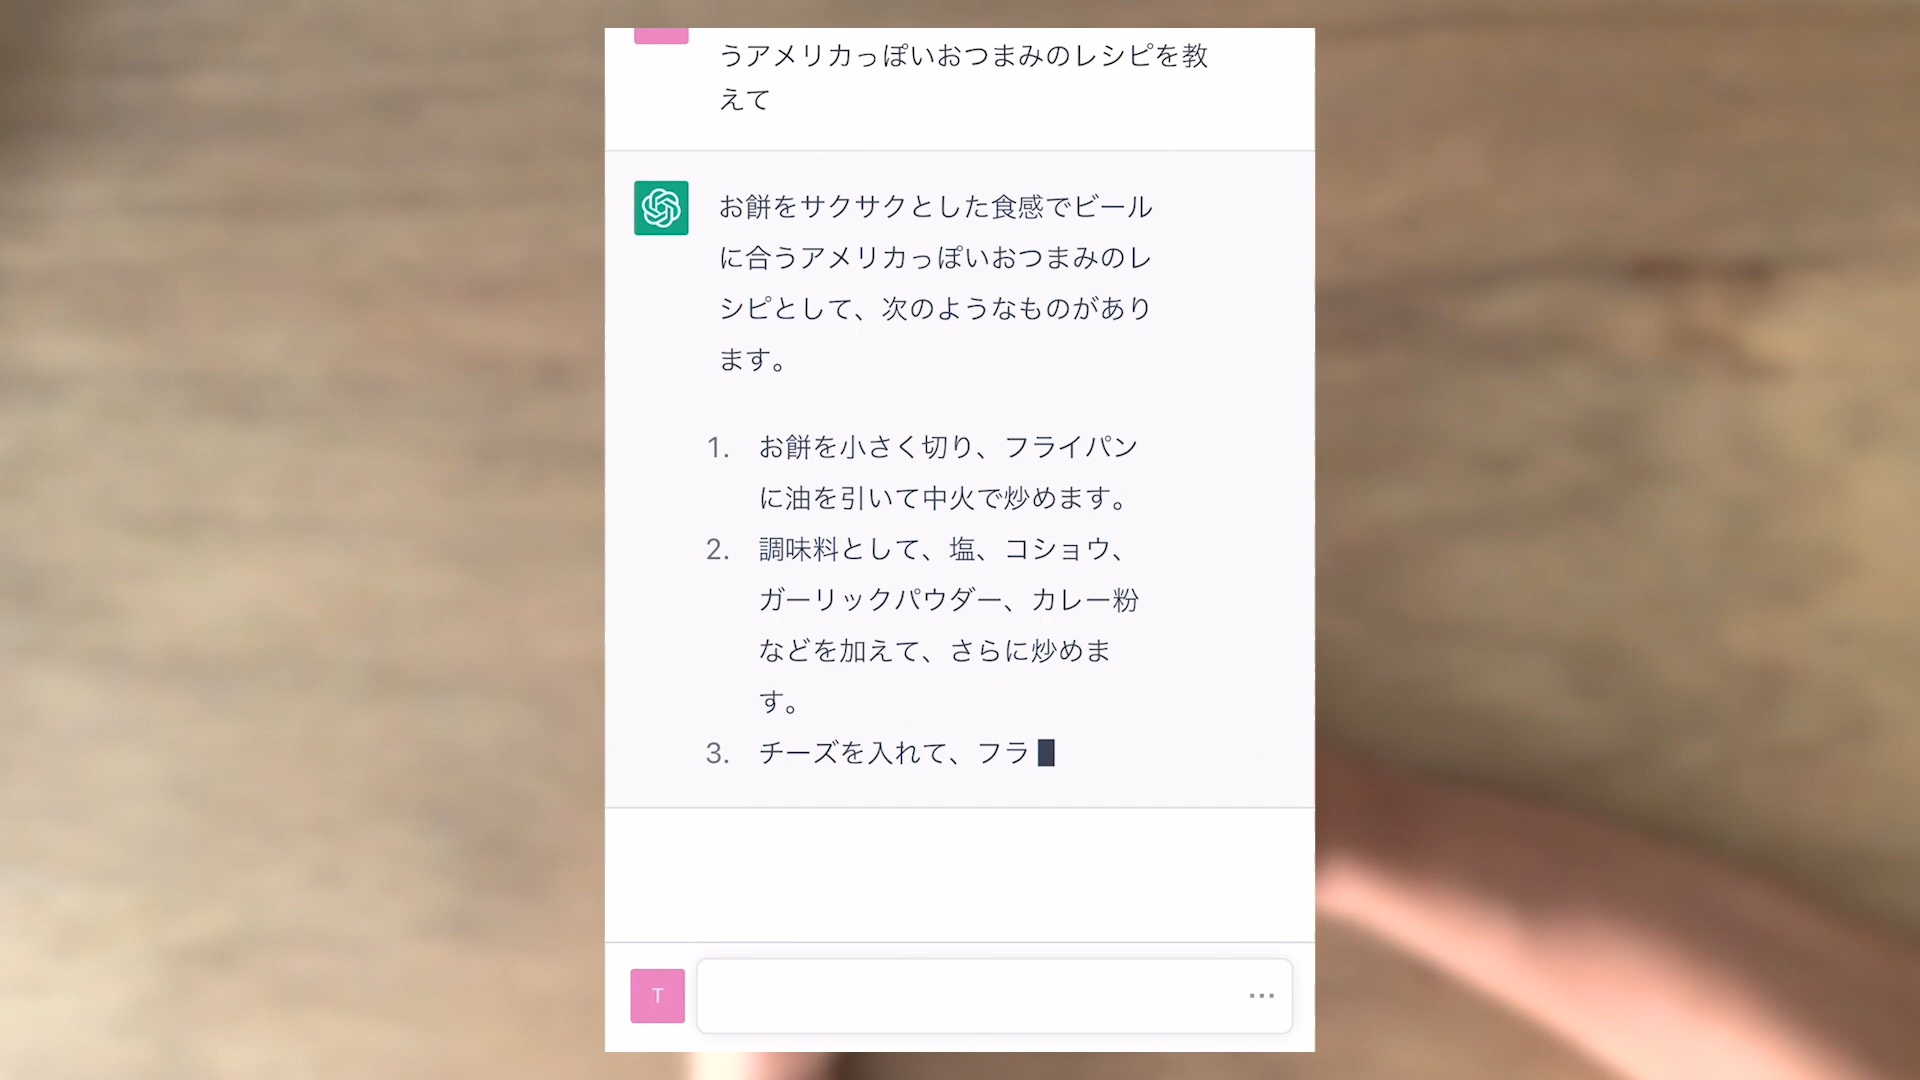 うアメリカっぽいおつまみのレシピを教
えて
お餅をサクサクとした食感でビール
に合うアメリカっぽいおつまみのレ
シピとして、次のようなものがあり
ます。
1. お餅を小さく切り、フライパン
に油を引いて中火で炒めます。
2. 調味料として、塩、コショウ、
ガーリックパウダー、カレー粉
などを加えて、さらに炒めま
す。
3. チーズを入れて、フラ
T